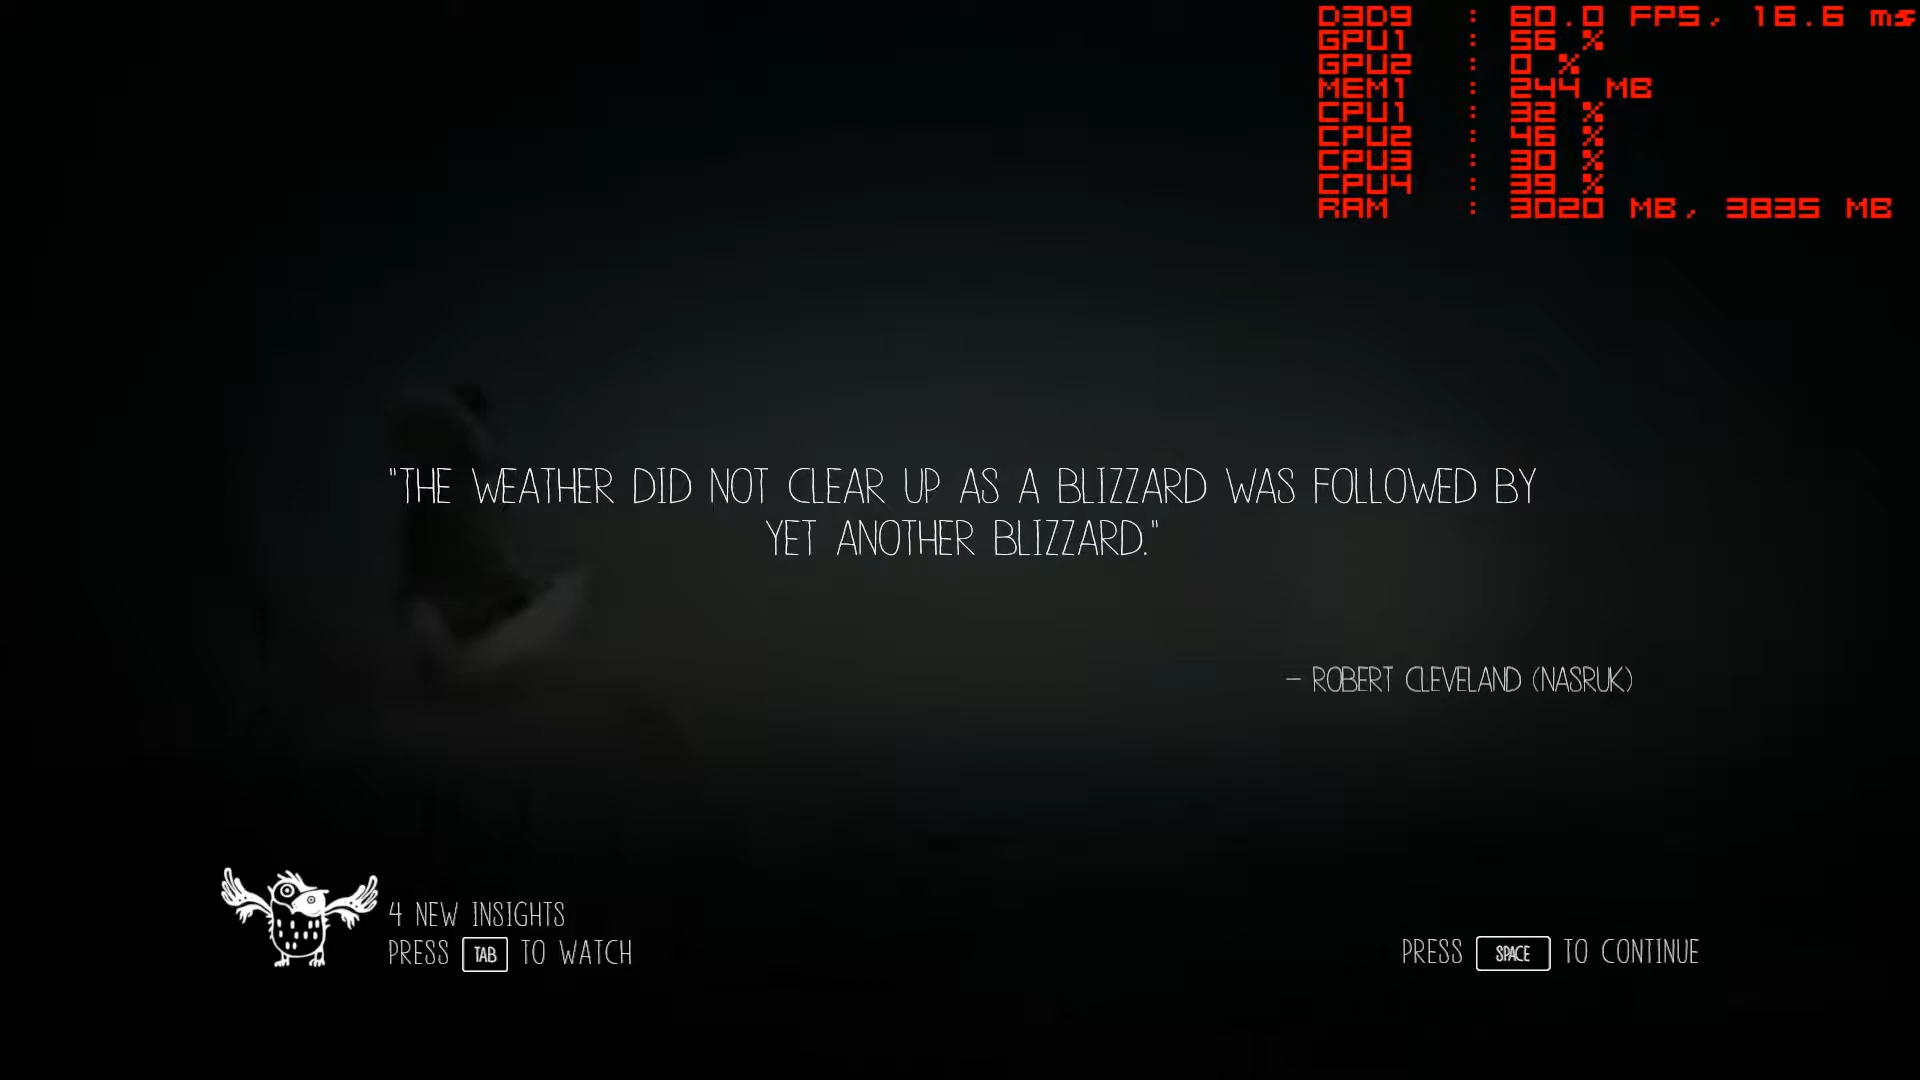 D3D9 : 60.0 FPS, 16.6 ms
GPU1 : 56 %
GPU2 : 0 %
MEM1 : 244 MB
CPU1 : 32 %
CPU2 : 46 %
CPU3 : 30 %
CPU4 : 39 %
RAM : 3020 MB, 3835 MB
"THE WEATHER DID NOT CLEAR UP AS A BLIZZARD WAS FOLLOWED BY
YET ANOTHER BLIZZARD."
– ROBERT CLEVELAND (NASRUK)
4 NEW INSIGHTS
PRESS TAB TO WATCH
PRESS SPACE TO CONTINUE